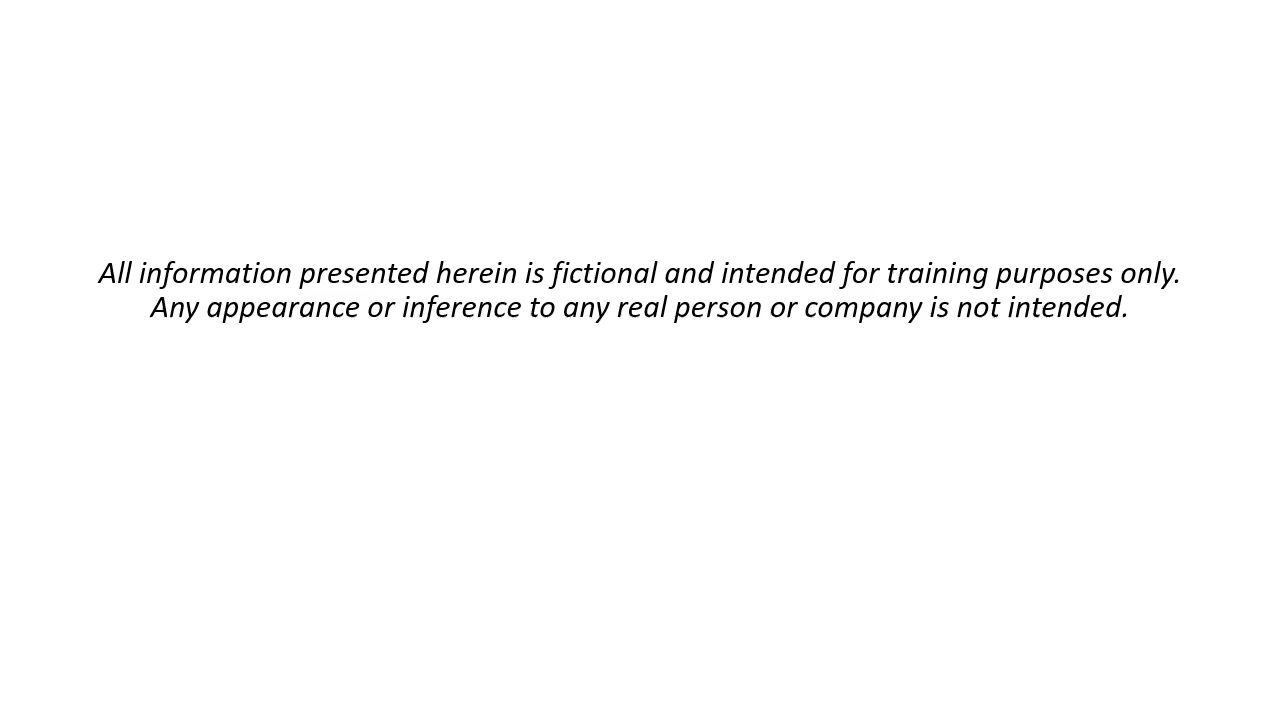 All information presented herein is fictional and intended for training purposes only.
Any appearance or inference to any real person or company is not intended.